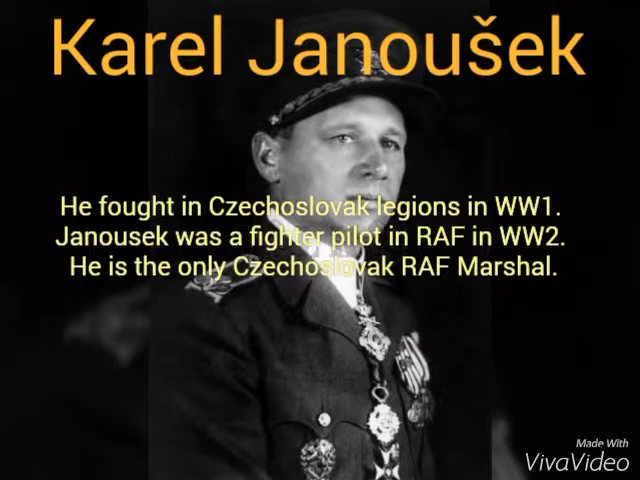 Karel Janoušek
He fought in Czechoslovak legions in WW1.
Janousek was a fighter pilot in RAF in WW2.
He is the only Czechoslovak RAF Marshal.
Made With
VivaVideo